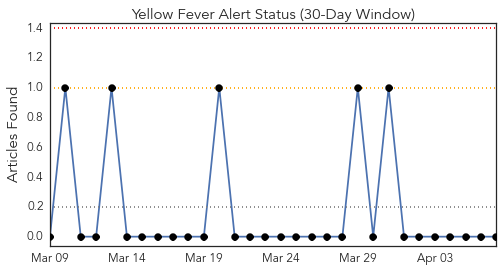 Yellow Fever Alert Status (30-Day Window)
1.4
1.2
1.0
0.8
0.6
0.4
0.2
0.0
Articles Found
Mar 09 Mar 14 Mar 19 Mar 24 Mar 29 Apr 03